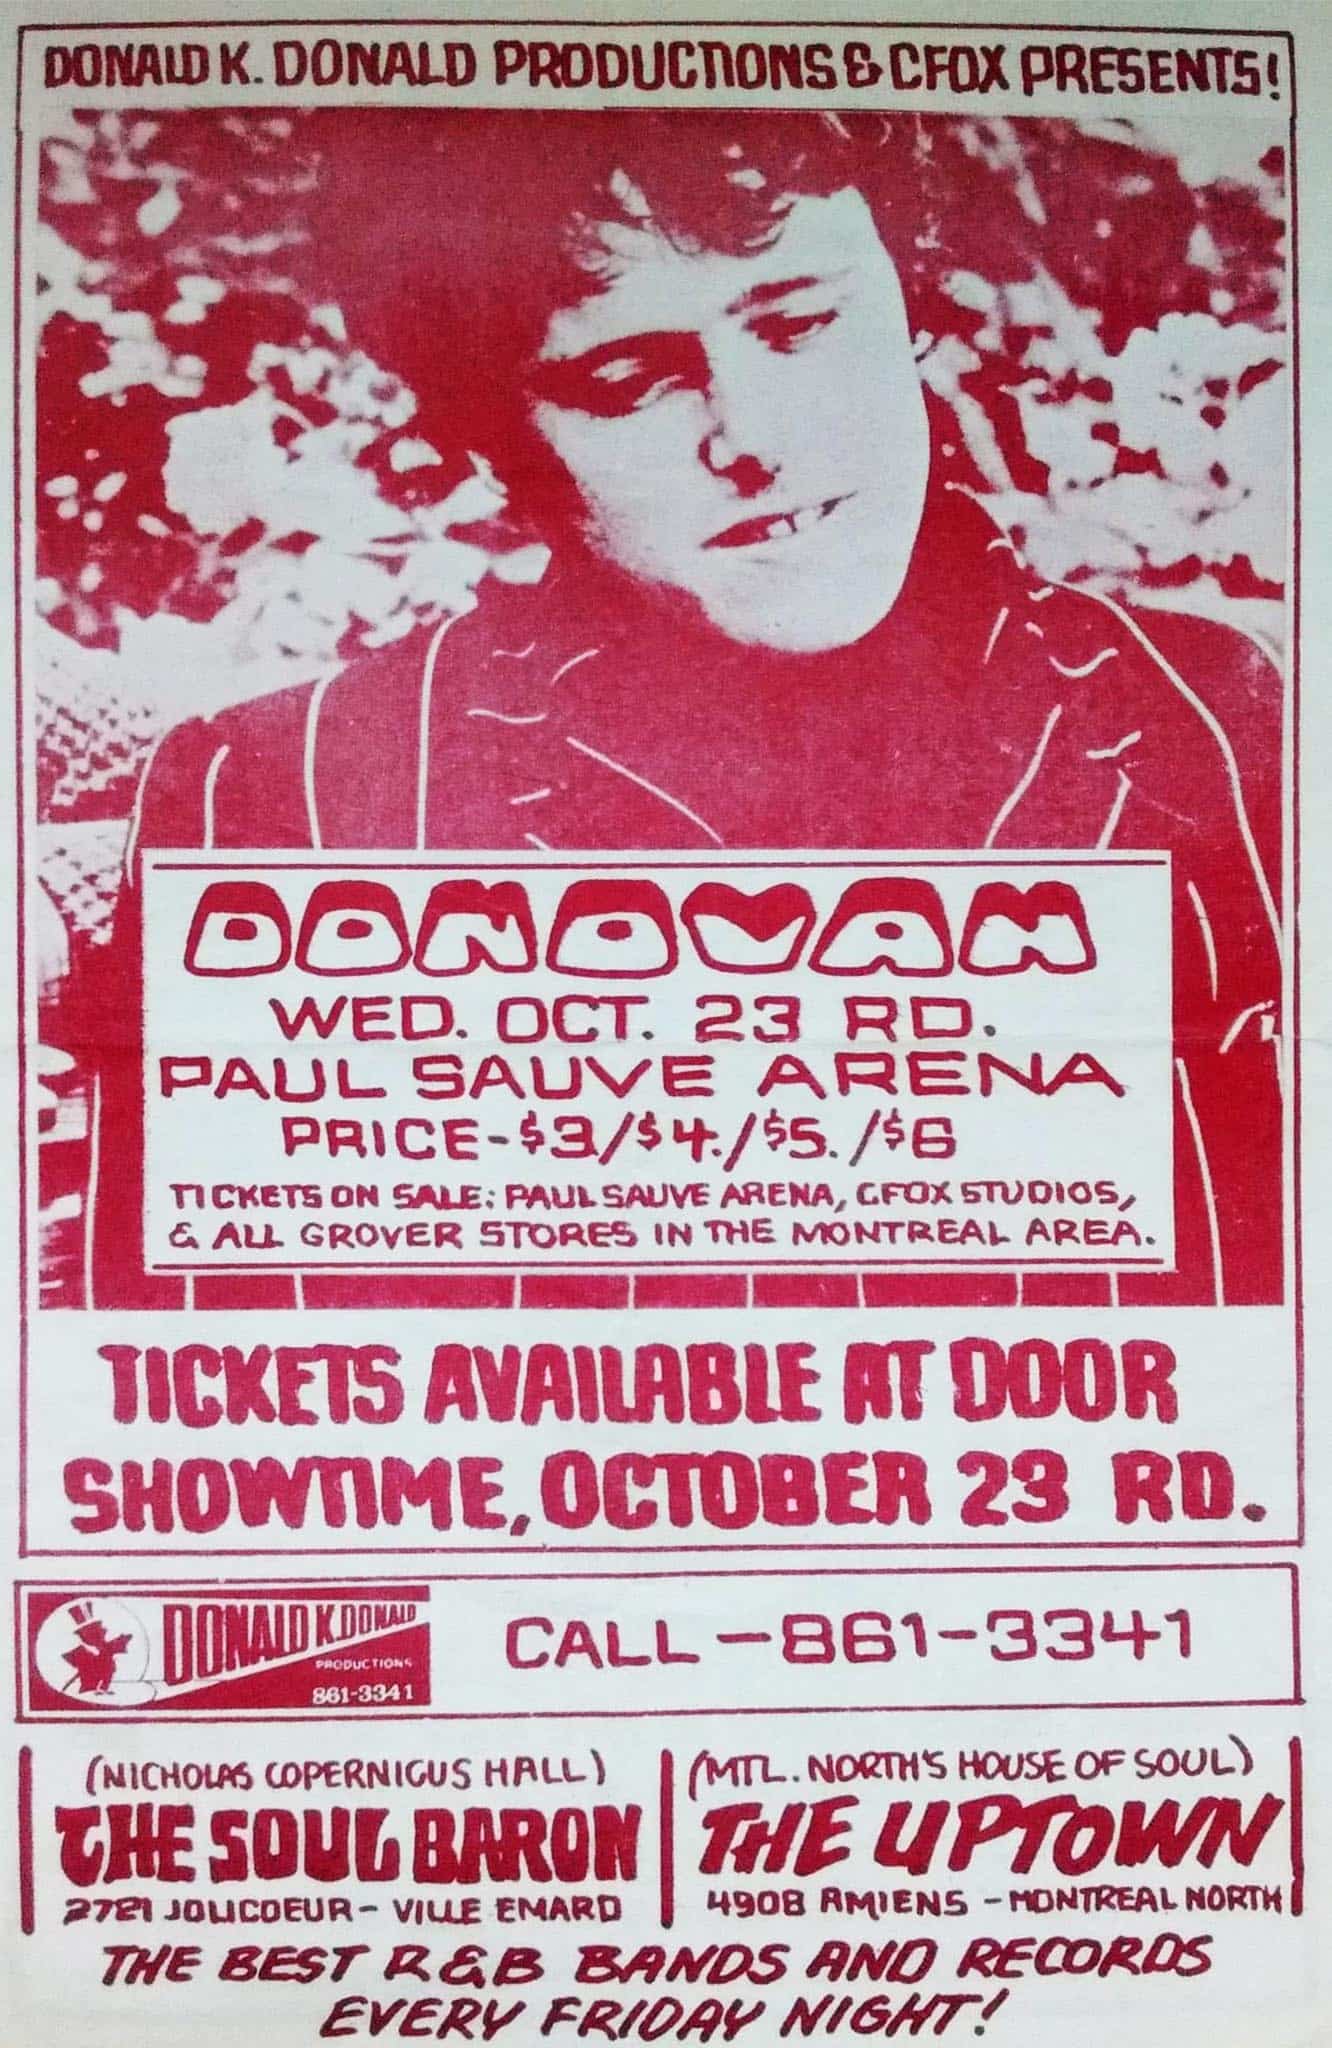 DONALD K. DONALD PRODUCTIONS & CFOX PRESENTS!
DONOVAN
WED. OCT. 23 RD.
PAUL SAUVE ARENA
PRICE-$3/$4./$5./$6
TICKETS ON SALE: PAUL SAUVE ARENA, CFOX STUDIOS,
& ALL GROVER STORES IN THE MONTREAL AREA.
TICKETS AVAILABLE AT DOOR
SHOWTIME, OCTOBER 23 RD.
DONALD K. DONALD
PRODUCTIONS
861-3341
CALL - 861-3341
(NICHOLAS COPERNICUS HALL)
THE SOUL BARON
2721 JOLICOEUR - VILLE EMARD
(MTL. NORTH'S HOUSE OF SOUL)
THE UPTOWN
4908 AMIENS - MONTREAL NORTH
THE BEST R&B BANDS AND RECORDS
EVERY FRIDAY NIGHT!